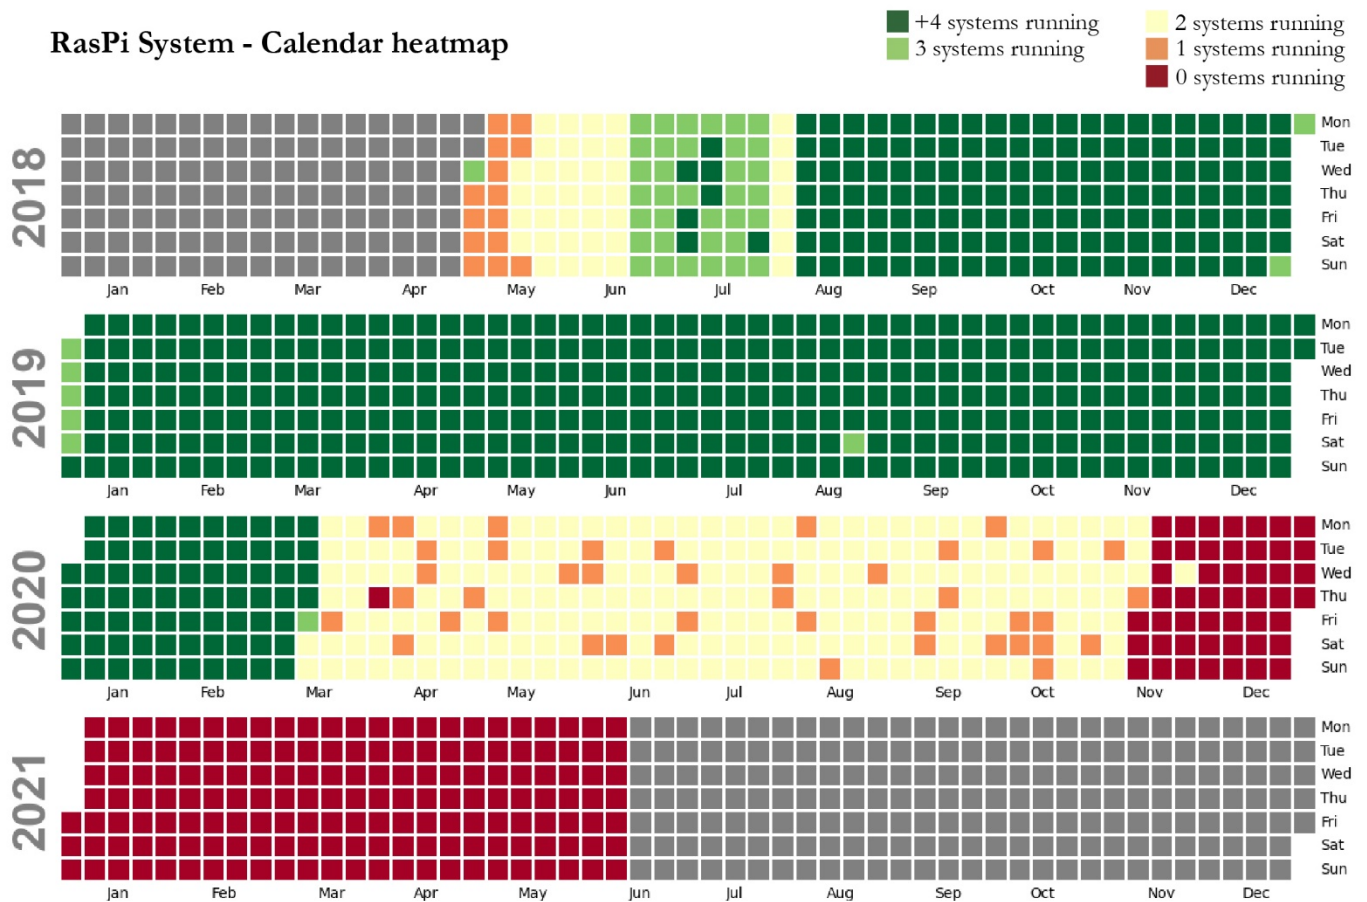 RasPi System - Calendar heatmap
+4 systems running
3 systems running
2 systems running
1 systems running
0 systems running
2018
Mon
Tue
Wed
Thu
Fri
Sat
Sun
Jan Feb Mar Apr May Jun Jul Aug Sep Oct Nov Dec
2019
Mon
Tue
Wed
Thu
Fri
Sat
Sun
Jan Feb Mar Apr May Jun Jul Aug Sep Oct Nov Dec
2020
Mon
Tue
Wed
Thu
Fri
Sat
Sun
Jan Feb Mar Apr May Jun Jul Aug Sep Oct Nov Dec
2021
Mon
Tue
Wed
Thu
Fri
Sat
Sun
Jan Feb Mar Apr May Jun Jul Aug Sep Oct Nov Dec